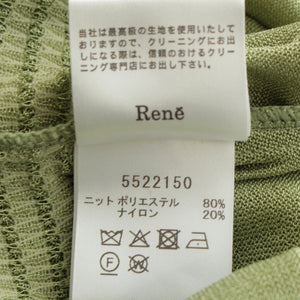 当社は最高級の生地を使用して
おりますので、クリーニングにお出
しになる際は、信頼のおけるクリー
ニング専門店にお出し下さい。
René
5522150
ニット ポリエステル 80%
ナイロン 20%
F W